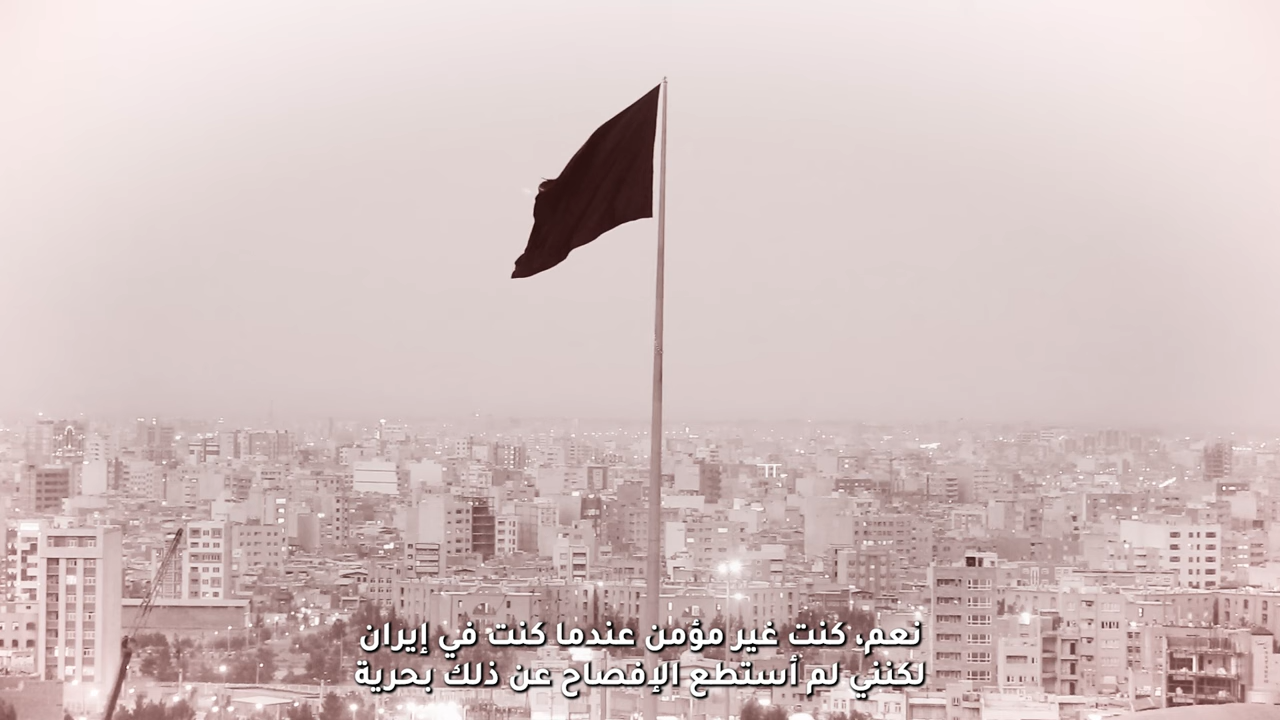 نعم، كنت غير مؤمن عندما كنت في إيران
لكنني لم أستطع الإفصاح عن ذلك بحرية